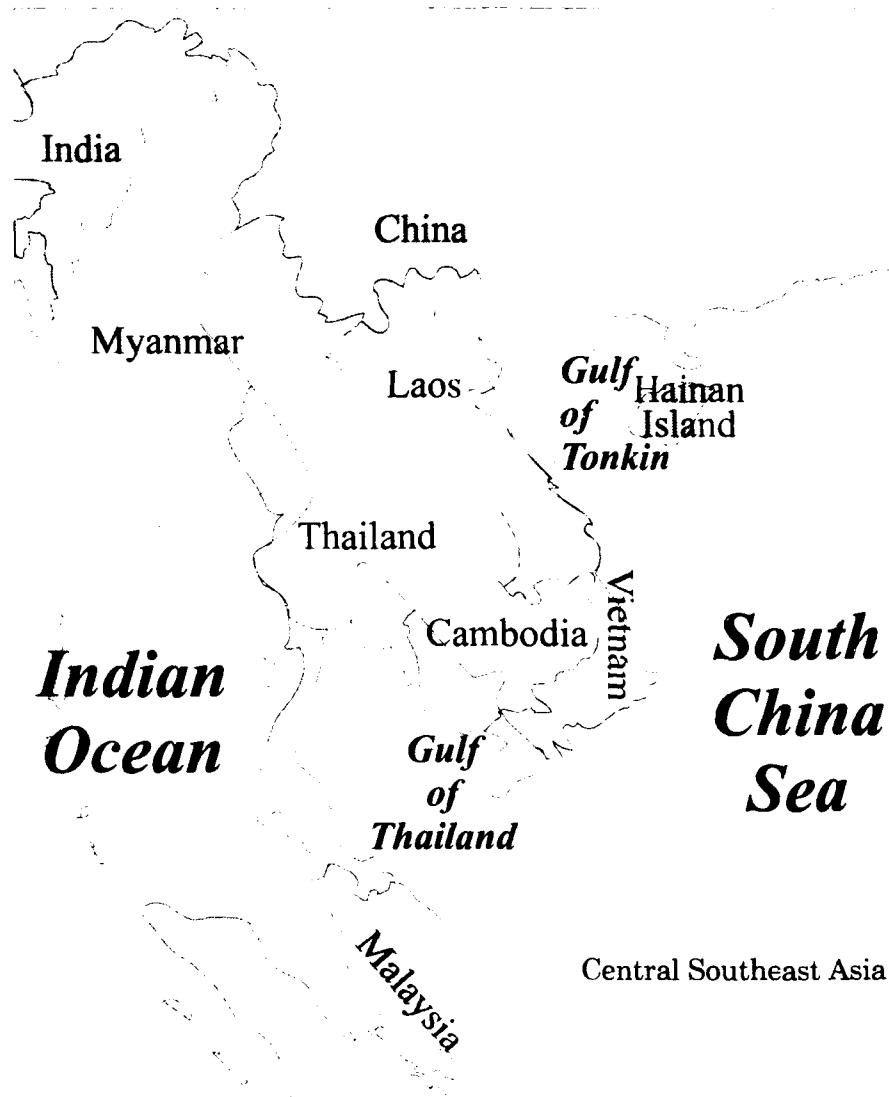 India
China
Myanmar
Laos
Gulf
of
Tonkin
Hainan
Island
Thailand
Cambodia
Vietnam
Indian
Ocean
South
China
Sea
Gulf
of
Thailand
Malaysia
Central Southeast Asia